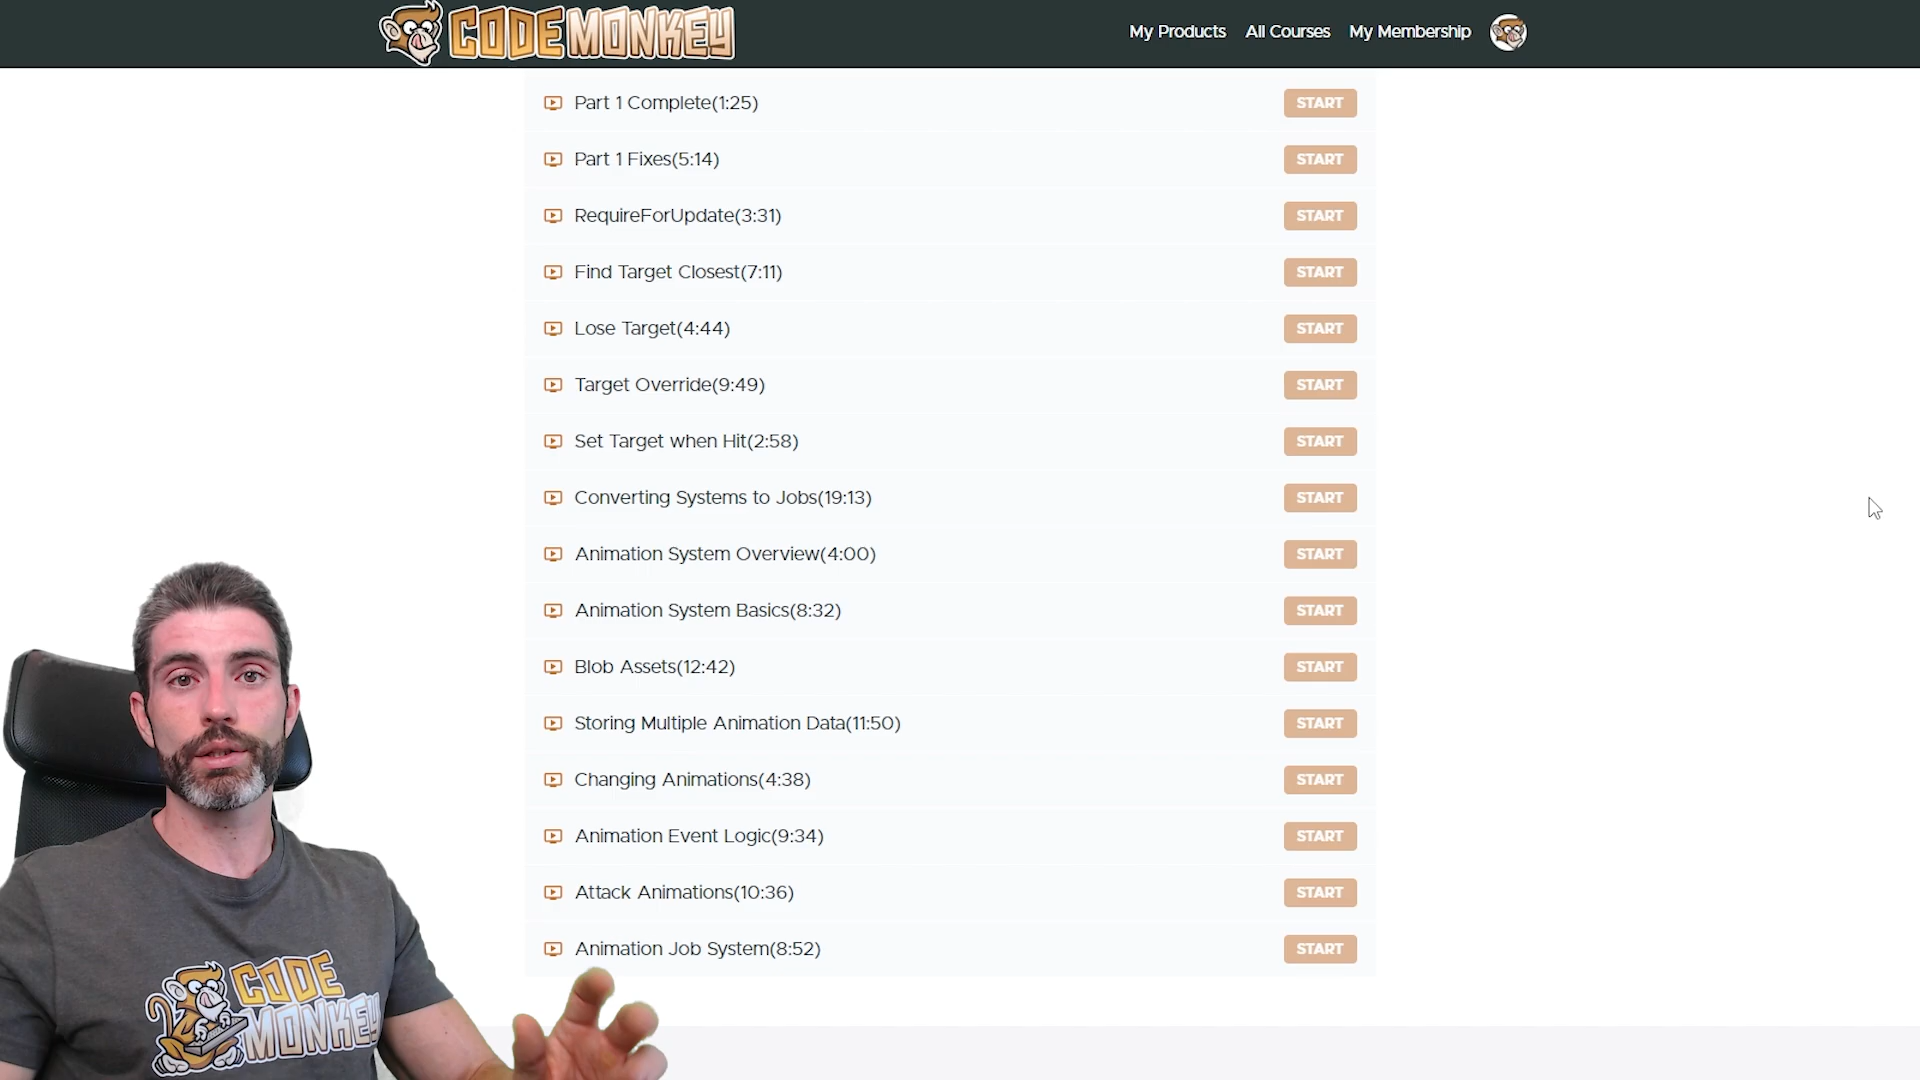 CODE MONKEY
My Products
All Courses
My Membership
Part 1 Complete(1:25)
START
Part 1 Fixes(5:14)
START
RequireForUpdate(3:31)
START
Find Target Closest(7:11)
START
Lose Target(4:44)
START
Target Override(9:49)
START
Set Target when Hit(2:58)
START
Converting Systems to Jobs(19:13)
START
Animation System Overview(4:00)
START
Animation System Basics(8:32)
START
Blob Assets(12:42)
START
Storing Multiple Animation Data(11:50)
START
Changing Animations(4:38)
START
Animation Event Logic(9:34)
START
Attack Animations(10:36)
START
Animation Job System(8:52)
START
CODE
MONKEY